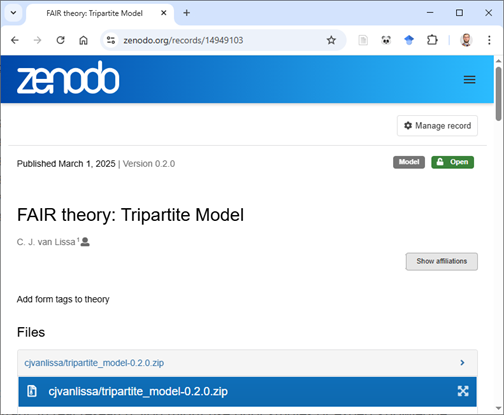 FAIR theory: Tripartite Model
zenodo.org/records/14949103
zenodo
Manage record
Published March 1, 2025 | Version 0.2.0
Model
Open
FAIR theory: Tripartite Model
C. J. van Lissa 1
Show affiliations
Add form tags to theory
Files
cjvanlissa/tripartite_model-0.2.0.zip
cjvanlissa/tripartite_model-0.2.0.zip